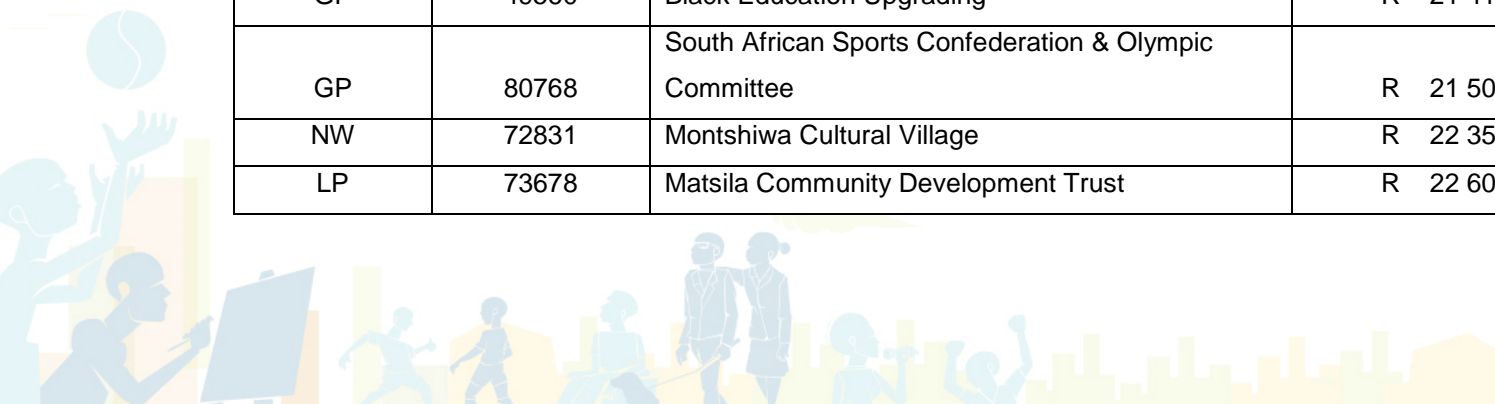 Black Education Upgrading
South African Sports Confederation & Olympic
GP 80768 Committee R 21 50
NW 72831 Montshiwa Cultural Village R 22 35
LP 73678 Matsila Community Development Trust R 22 60